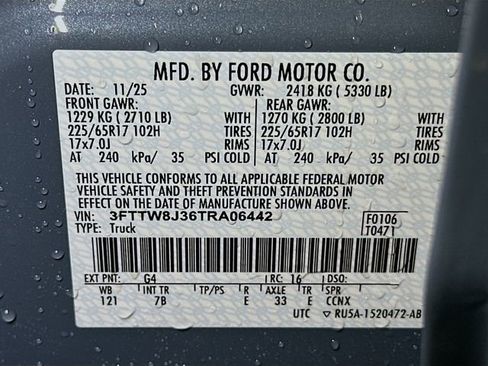 MFD. BY FORD MOTOR CO.
DATE: 11/25 GVWR: 2418 KG ( 5330 LB)
FRONT GAWR: REAR GAWR:
1229 KG ( 2710 LB) WITH 1270 KG ( 2800 LB) WITH
225/65R17 102H TIRES 225/65R17 102H TIRES
17x7.0J RIMS 17x7.0J RIMS
AT 240 kPa/ 35 PSI COLD AT 240 kPa/ 35 PSI COLD
THIS VEHICLE CONFORMS TO ALL APPLICABLE FEDERAL MOTOR
VEHICLE SAFETY AND THEFT PREVENTION STANDARDS IN
EFFECT ON THE DATE OF MANUFACTURE SHOWN ABOVE.
VIN: 3FTTW8J36TRA06442 F0106
TYPE: Truck T0471
EXT PNT: G4 RC: 16 DSO:
WB INT TR TP/PS R AXLE TR SPR
121 7B E 33 E CCNX
UTC RU5A-1520472-AB